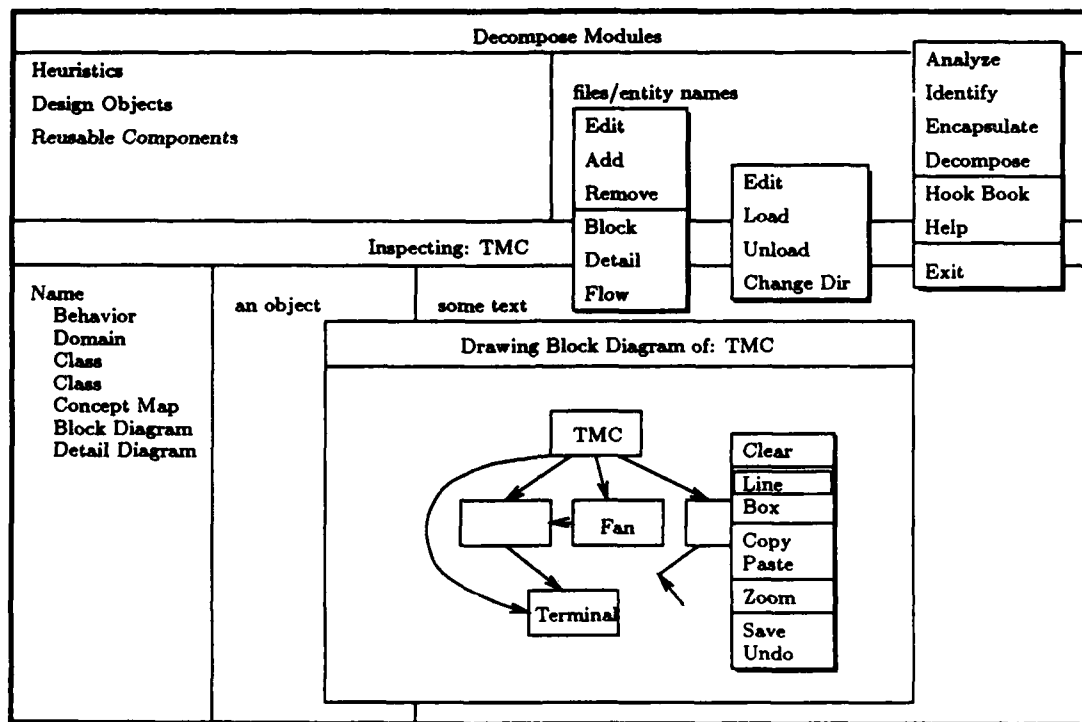 Decompose Modules
Heuristics
Design Objects
Reusable Components
files/entity names
Edit
Add
Remove
Block
Detail
Flow
Edit
Load
Unload
Change Dir
Analyze
Identify
Encapsulate
Decompose
Hook Book
Help
Exit
Inspecting: TMC
Name
Behavior
Domain
Class
Class
Concept Map
Block Diagram
Detail Diagram
an object
some text
Drawing Block Diagram of: TMC
TMC
Fan
Terminal
Clear
Line
Box
Copy
Paste
Zoom
Save
Undo